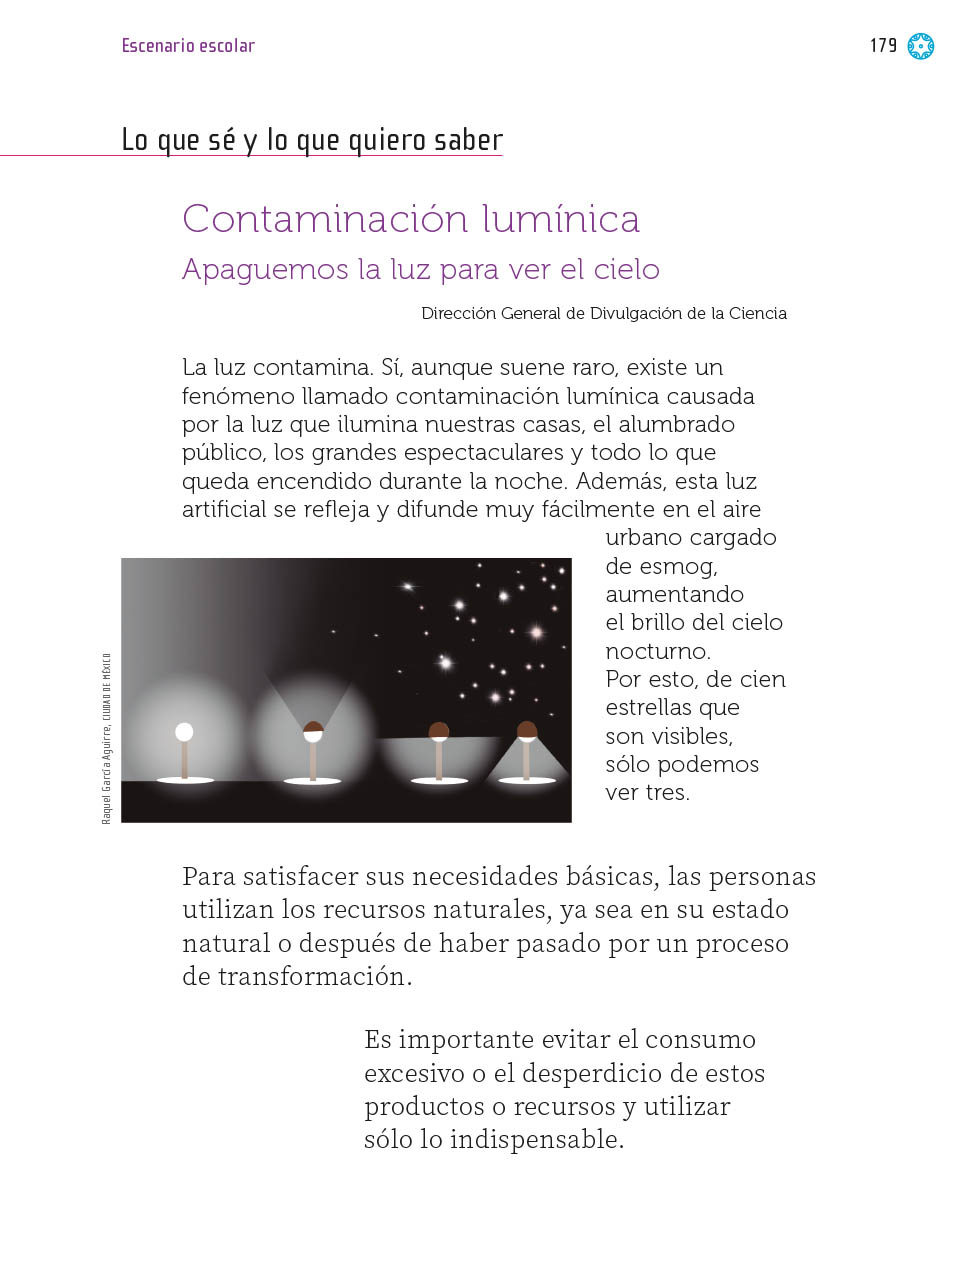 Escenario escolar
179
Lo que sé y lo que quiero saber
Contaminación lumínica
Apaguemos la luz para ver el cielo
Dirección General de Divulgación de la Ciencia
La luz contamina. Sí, aunque suene raro, existe un
fenómeno llamado contaminación lumínica causada
por la luz que ilumina nuestras casas, el alumbrado
público, los grandes espectaculares y todo lo que
queda encendido durante la noche. Además, esta luz
artificial se refleja y difunde muy fácilmente en el aire
urbano cargado
de esmog,
aumentando
el brillo del cielo
nocturno.
Por esto, de cien
estrellas que
son visibles,
sólo podemos
ver tres.
Raquel García Aguirre, CIUDAD DE MÉXICO
Para satisfacer sus necesidades básicas, las personas
utilizan los recursos naturales, ya sea en su estado
natural o después de haber pasado por un proceso
de transformación.
Es importante evitar el consumo
excesivo o el desperdicio de estos
productos o recursos y utilizar
sólo lo indispensable.